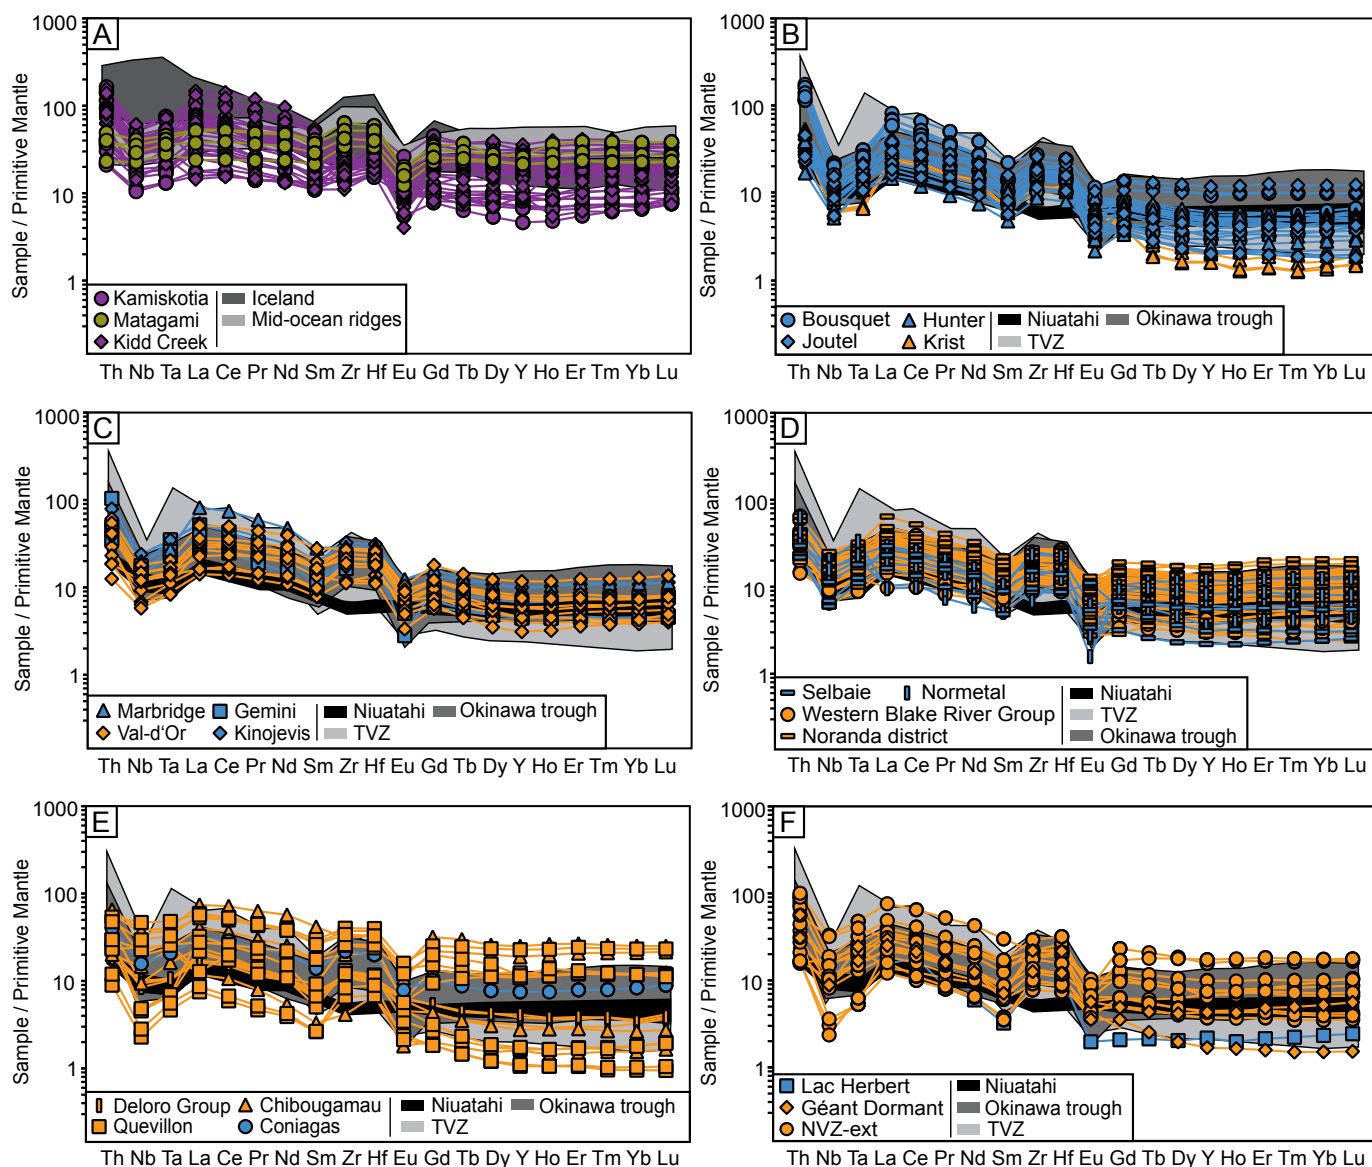 A
1000
100
10
1
Sample / Primitive Mantle
Kamiskotia
Matagami
Kidd Creek
Iceland
Mid-ocean ridges
Th Nb Ta La Ce Pr Nd Sm Zr Hf Eu Gd Tb Dy Y Ho Er Tm Yb Lu
B
1000
100
10
1
Sample / Primitive Mantle
Bousquet
Hunter
Joutel
Krist
Niuatahi
Okinawa trough
TVZ
Th Nb Ta La Ce Pr Nd Sm Zr Hf Eu Gd Tb Dy Y Ho Er Tm Yb Lu
C
1000
100
10
1
Sample / Primitive Mantle
Marbridge
Gemini
Val-d'Or
Kinojevis
Niuatahi
Okinawa trough
TVZ
Th Nb Ta La Ce Pr Nd Sm Zr Hf Eu Gd Tb Dy Y Ho Er Tm Yb Lu
D
1000
100
10
1
Sample / Primitive Mantle
Selbaie
Normetal
Western Blake River Group
Noranda district
Niuatahi
TVZ
Okinawa trough
Th Nb Ta La Ce Pr Nd Sm Zr Hf Eu Gd Tb Dy Y Ho Er Tm Yb Lu
E
1000
100
10
1
Sample / Primitive Mantle
Deloro Group
Chibougamau
Quevillon
Coniagas
Niuatahi
Okinawa trough
TVZ
Th Nb Ta La Ce Pr Nd Sm Zr Hf Eu Gd Tb Dy Y Ho Er Tm Yb Lu
F
1000
100
10
1
Sample / Primitive Mantle
Lac Herbert
Géant Dormant
NVZ-ext
Niuatahi
Okinawa trough
TVZ
Th Nb Ta La Ce Pr Nd Sm Zr Hf Eu Gd Tb Dy Y Ho Er Tm Yb Lu